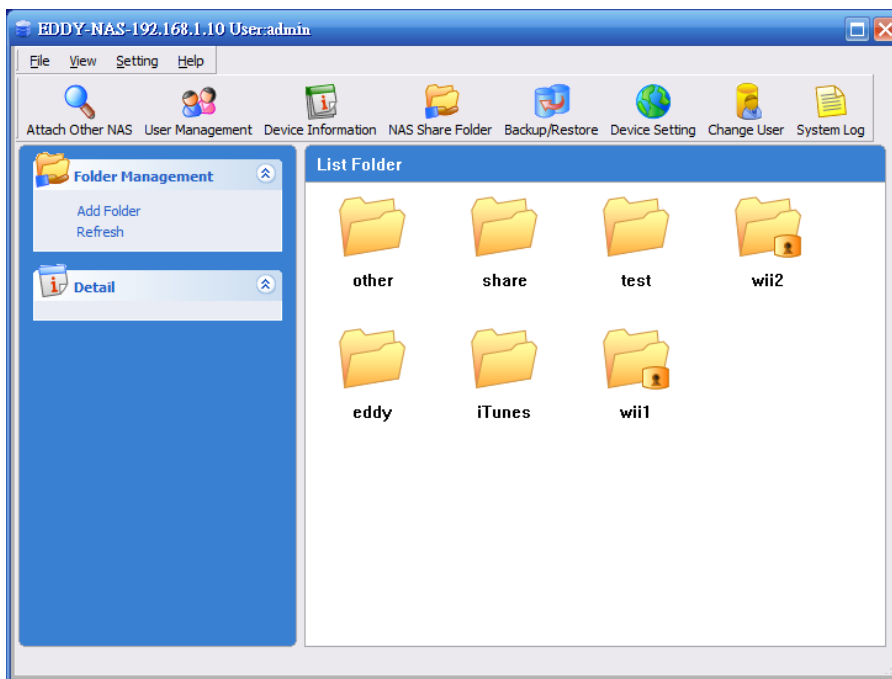 EDDY-NAS-192.168.1.10 User:admin
File View Setting Help
Attach Other NAS User Management Device Information NAS Share Folder Backup/Restore Device Setting Change User System Log
Folder Management
Add Folder
Refresh
Detail
List Folder
other share test wii2
eddy iTunes wii1